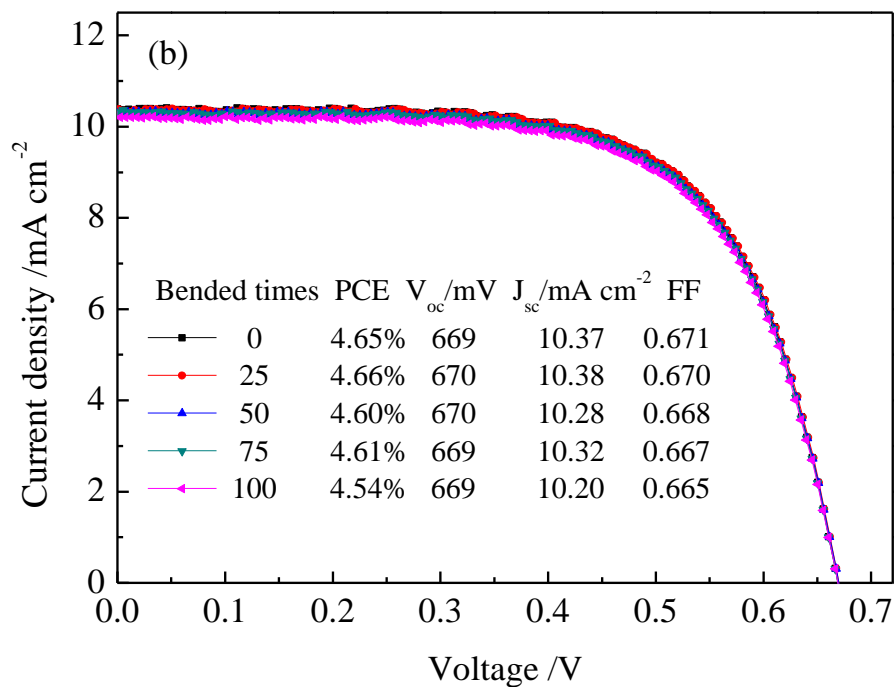 (b)
Current density /mA cm⁻²
12
10
8
6
4
2
0
Bended times PCE V_oc/mV J_sc/mA cm⁻² FF
0 4.65% 669 10.37 0.671
25 4.66% 670 10.38 0.670
50 4.60% 670 10.28 0.668
75 4.61% 669 10.32 0.667
100 4.54% 669 10.20 0.665
0.0 0.1 0.2 0.3 0.4 0.5 0.6 0.7
Voltage /V